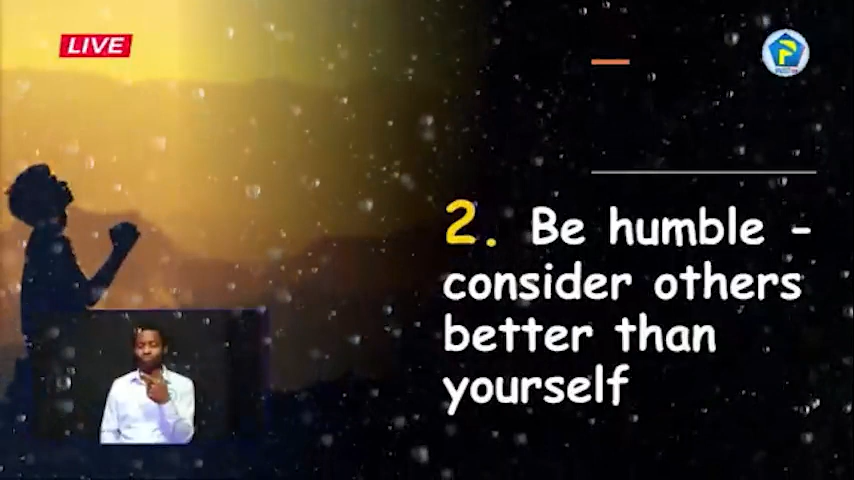 LIVE
2. Be humble -
consider others
better than
yourself